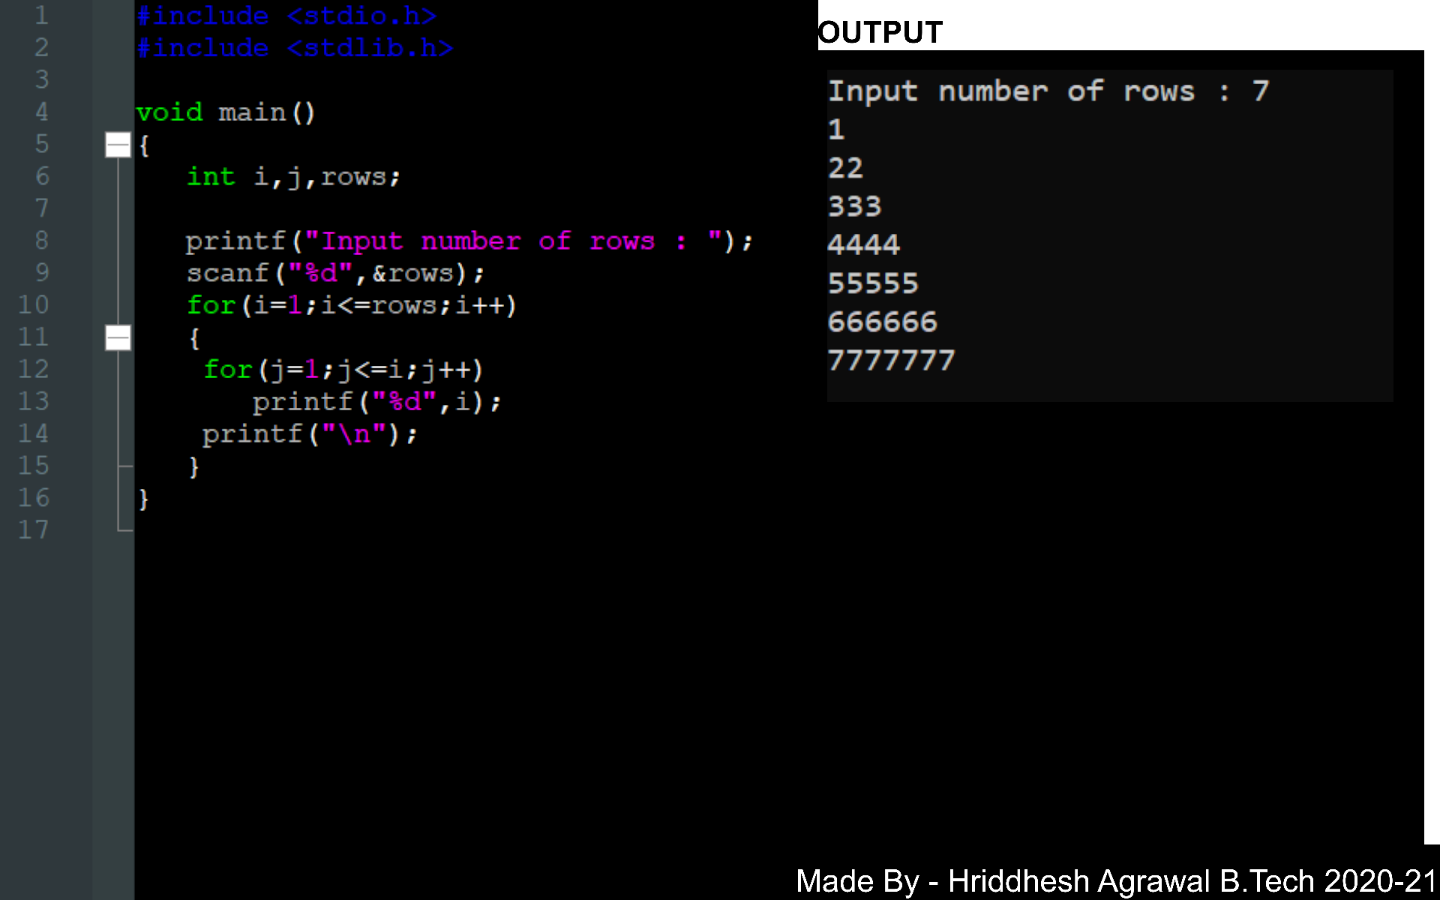 1 #include <stdio.h>
2 #include <stdlib.h>
3
4 void main()
5 {
6    int i,j,rows;
7
8    printf("Input number of rows : ");
9    scanf("%d",&rows);
10    for(i=1;i<=rows;i++)
11    {
12     for(j=1;j<=i;j++)
13        printf("%d",i);
14     printf("\n");
15    }
16 }
17
OUTPUT
Input number of rows : 7
1
22
333
4444
55555
666666
7777777
Made By - Hriddhesh Agrawal B.Tech 2020-21